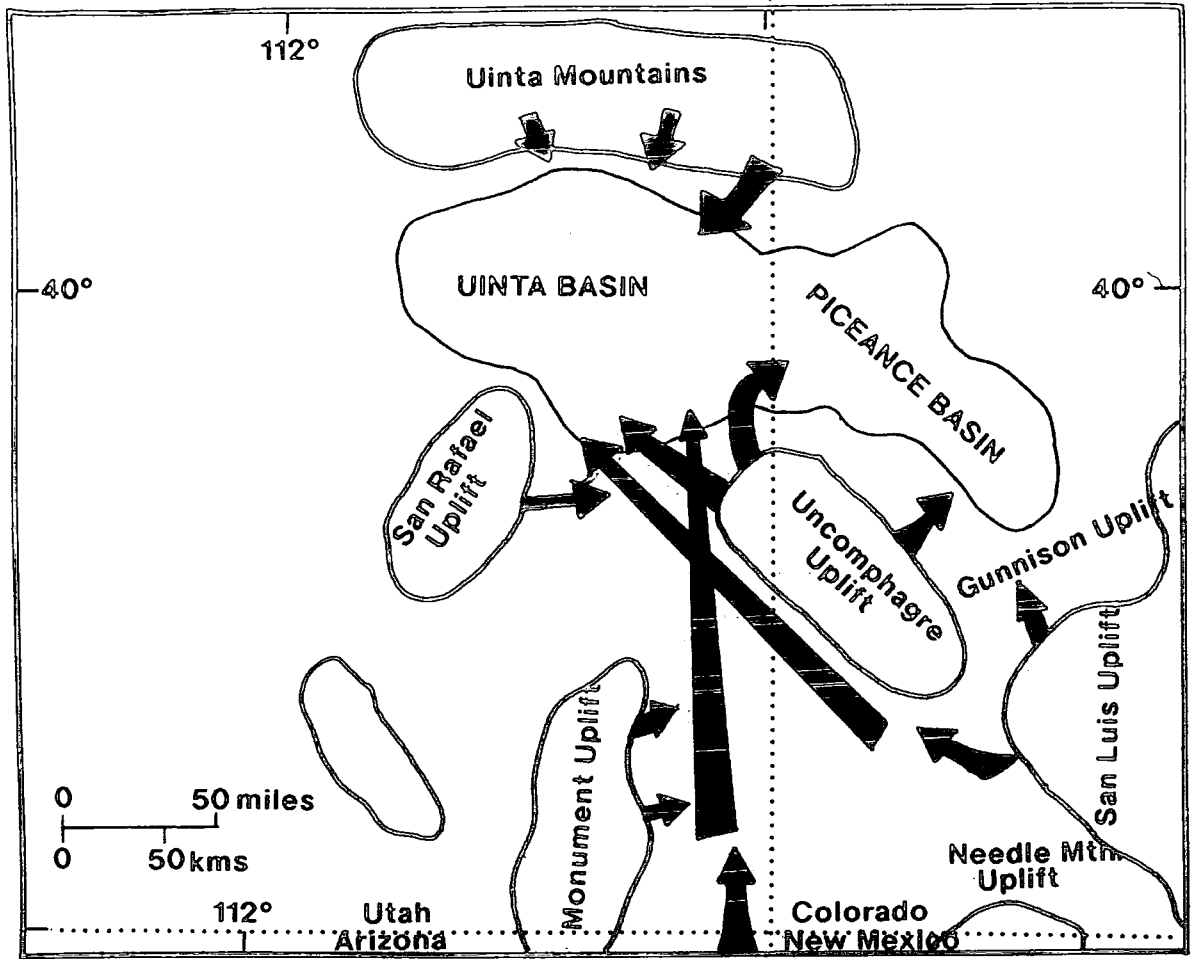 112°
Uinta Mountains
UINTA BASIN
40°
40°
PICEANCE BASIN
San Rafael
Uplift
Uncomphagre
Uplift
Gunnison Uplift
San Luis Uplift
Monument Uplift
0 50 miles
0 50 kms
Needle Mtn.
Uplift
112°
Utah
Arizona
Colorado
New Mexico